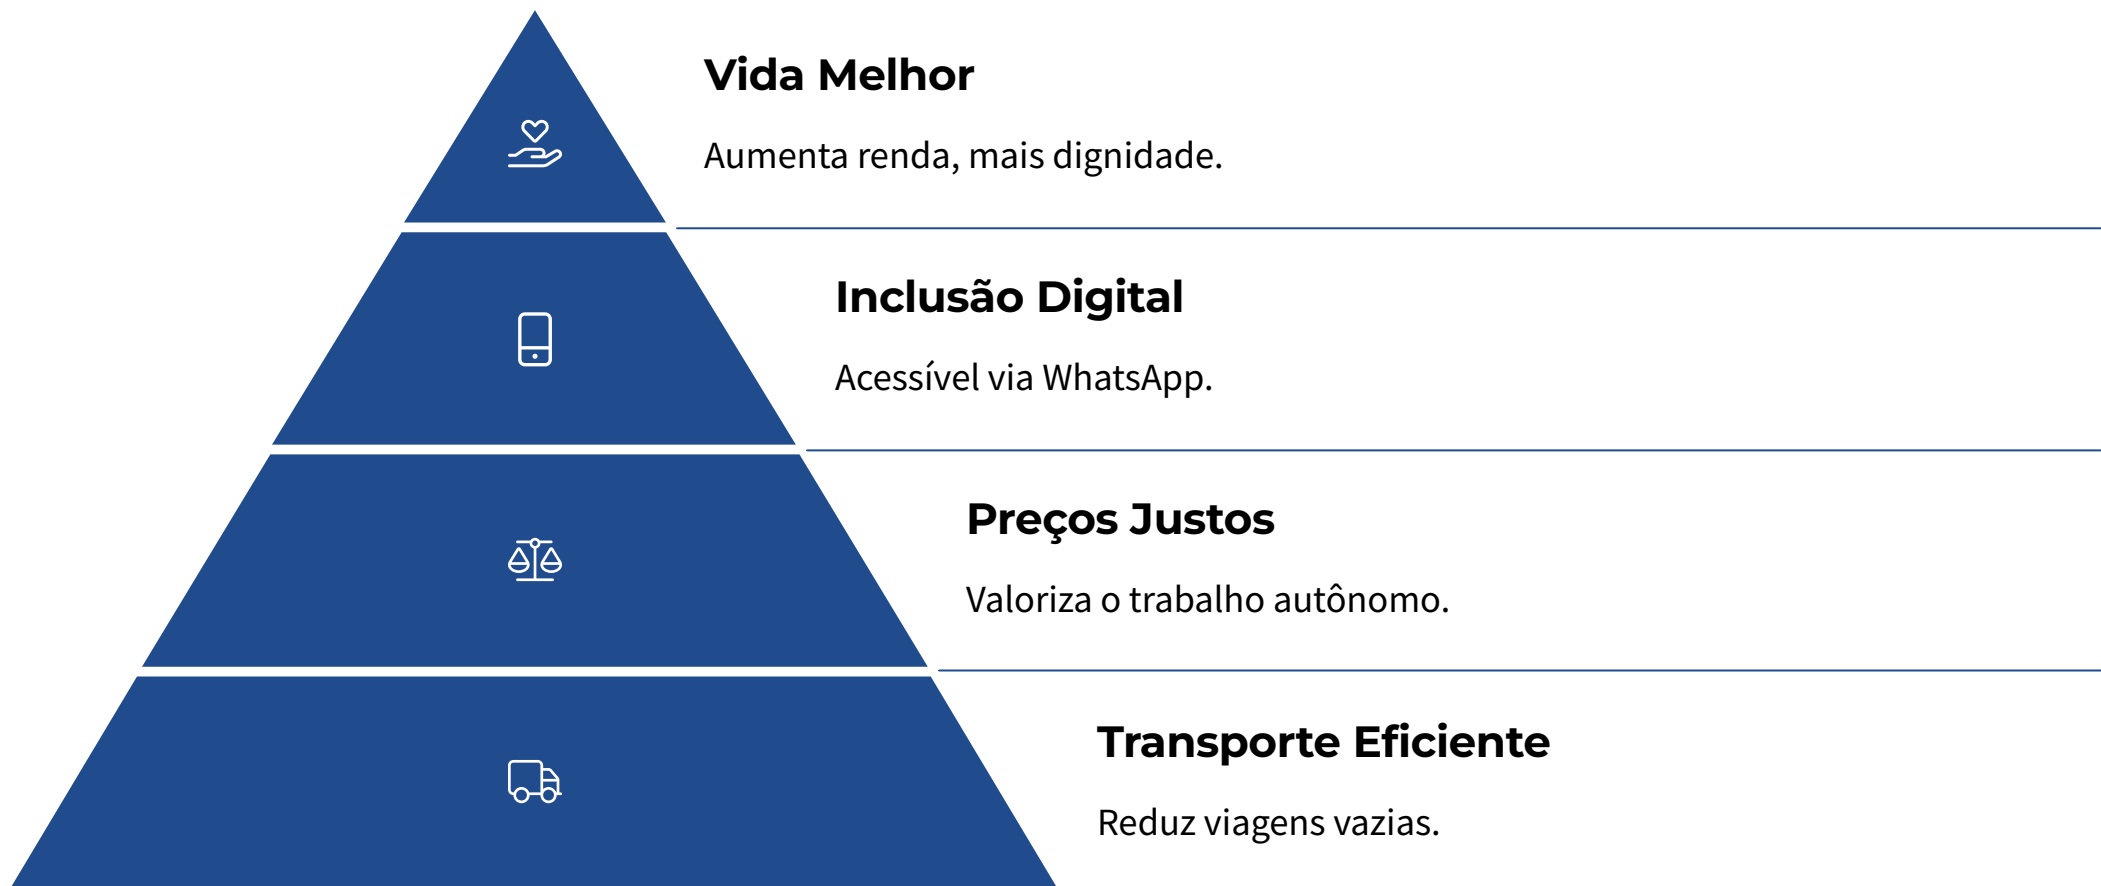 Vida Melhor
Aumenta renda, mais dignidade.
Inclusão Digital
Acessível via WhatsApp.
Preços Justos
Valoriza o trabalho autônomo.
Transporte Eficiente
Reduz viagens vazias.